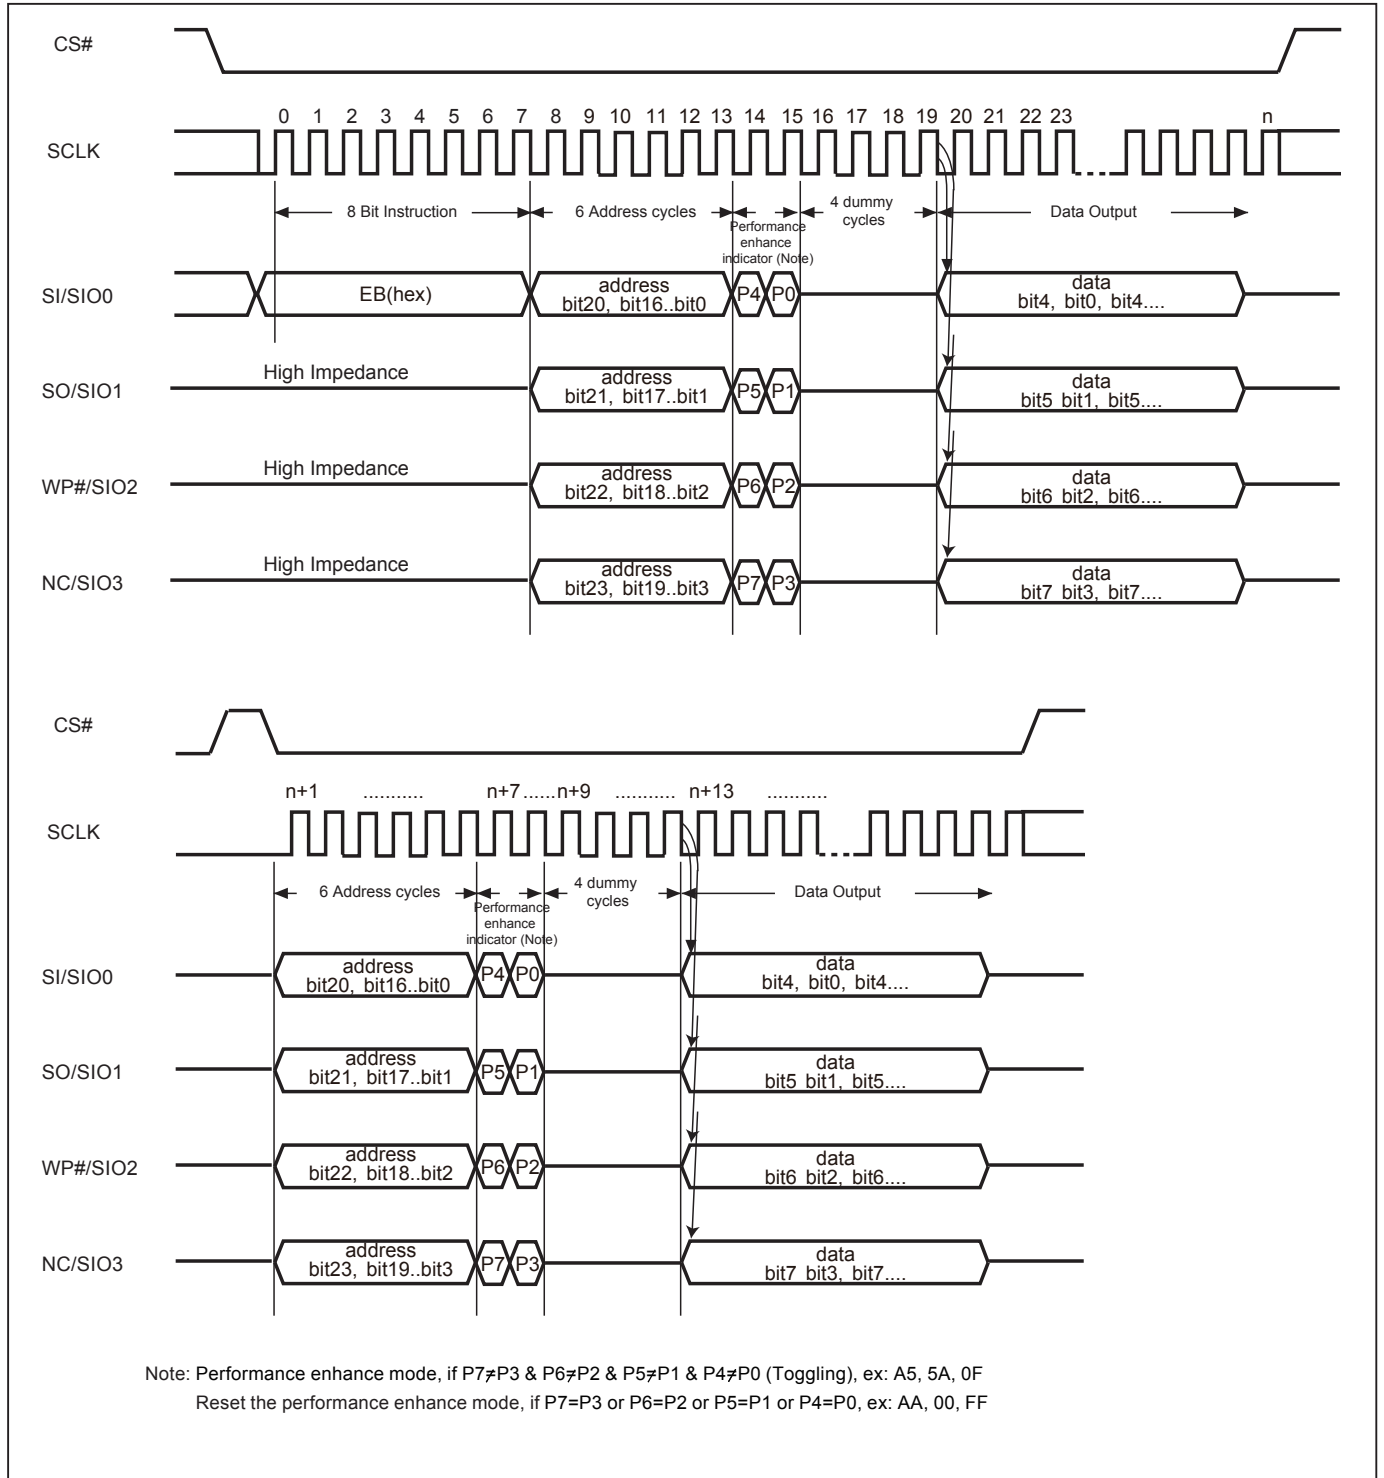 CS#
0 1 2 3 4 5 6 7 8 9 10 11 12 13 14 15 16 17 18 19 20 21 22 23 n
SCLK
8 Bit Instruction 6 Address cycles 4 dummy cycles Data Output
Performance
enhance
indicator (Note)
SI/SIO0 EB(hex) address bit20, bit16..bit0 P4 P0 data bit4, bit0, bit4....
SO/SIO1 High Impedance address bit21, bit17..bit1 P5 P1 data bit5 bit1, bit5....
WP#/SIO2 High Impedance address bit22, bit18..bit2 P6 P2 data bit6 bit2, bit6....
NC/SIO3 High Impedance address bit23, bit19..bit3 P7 P3 data bit7 bit3, bit7....
CS#
n+1 ........... n+7 ...... n+9 ........... n+13 ...........
SCLK
6 Address cycles 4 dummy cycles Data Output
Performance
enhance
indicator (Note)
SI/SIO0 address bit20, bit16..bit0 P4 P0 data bit4, bit0, bit4....
SO/SIO1 address bit21, bit17..bit1 P5 P1 data bit5 bit1, bit5....
WP#/SIO2 address bit22, bit18..bit2 P6 P2 data bit6 bit2, bit6....
NC/SIO3 address bit23, bit19..bit3 P7 P3 data bit7 bit3, bit7....
Note: Performance enhance mode, if P7≠P3 & P6≠P2 & P5≠P1 & P4≠P0 (Toggling), ex: A5, 5A, 0F
Reset the performance enhance mode, if P7=P3 or P6=P2 or P5=P1 or P4=P0, ex: AA, 00, FF